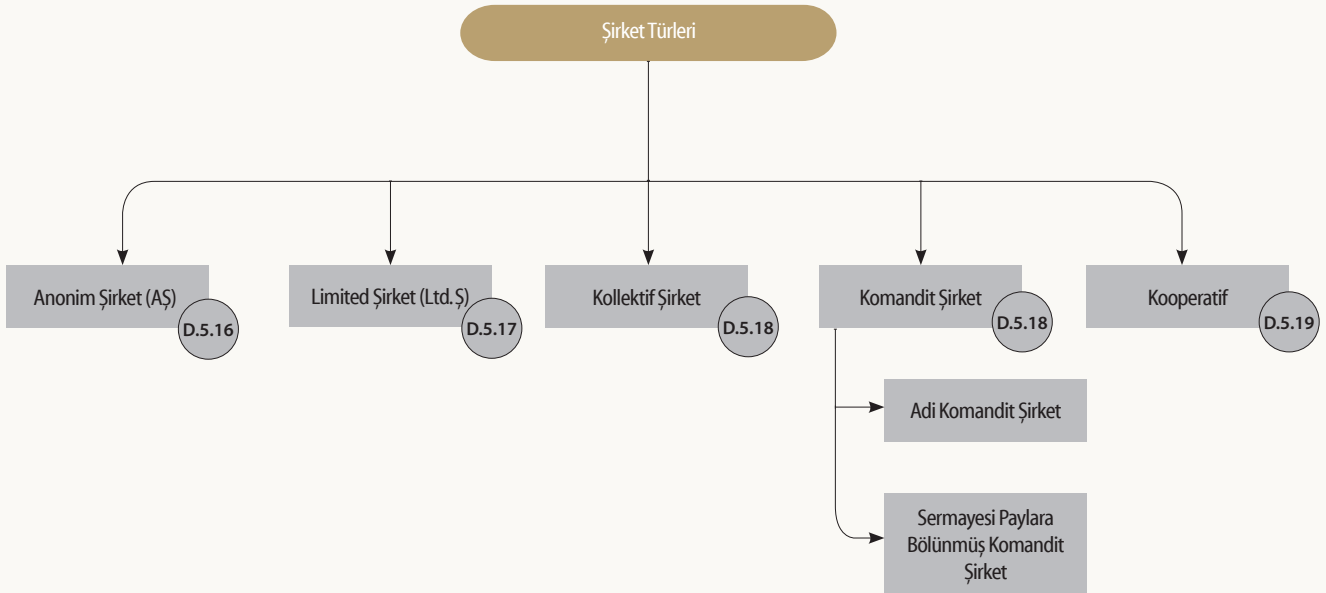 Şirket Türleri
Anonim Şirket (AŞ)
D.5.16
Limited Şirket (Ltd. Ş)
D.5.17
Kollektif Şirket
D.5.18
Komandit Şirket
D.5.18
Kooperatif
D.5.19
Adi Komandit Şirket
Sermayesi Paylara
Bölünmüş Komandit
Şirket